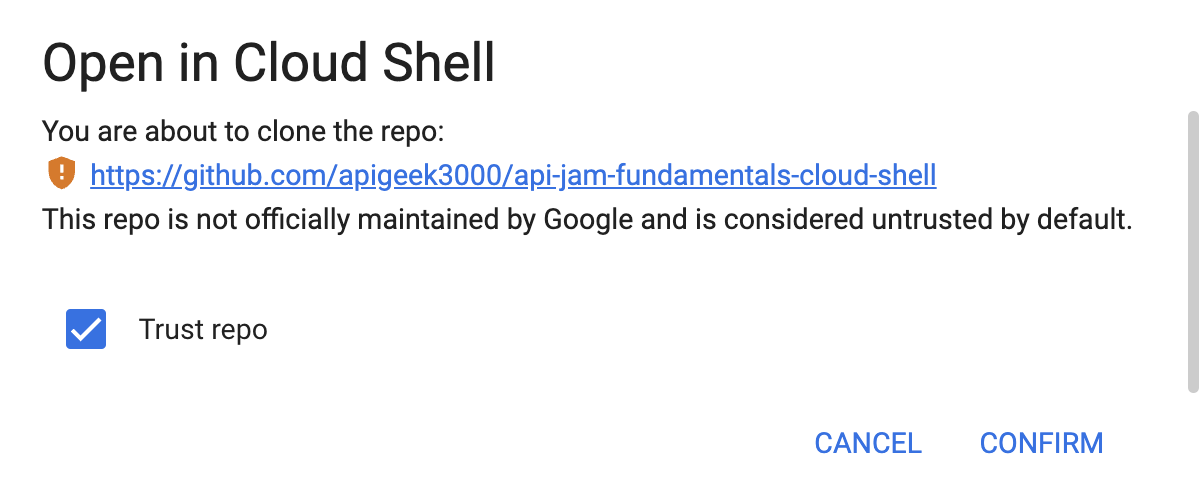 Open in Cloud Shell
You are about to clone the repo:
https://github.com/apigeek3000/api-jam-fundamentals-cloud-shell
This repo is not officially maintained by Google and is considered untrusted by default.
Trust repo
CANCEL CONFIRM